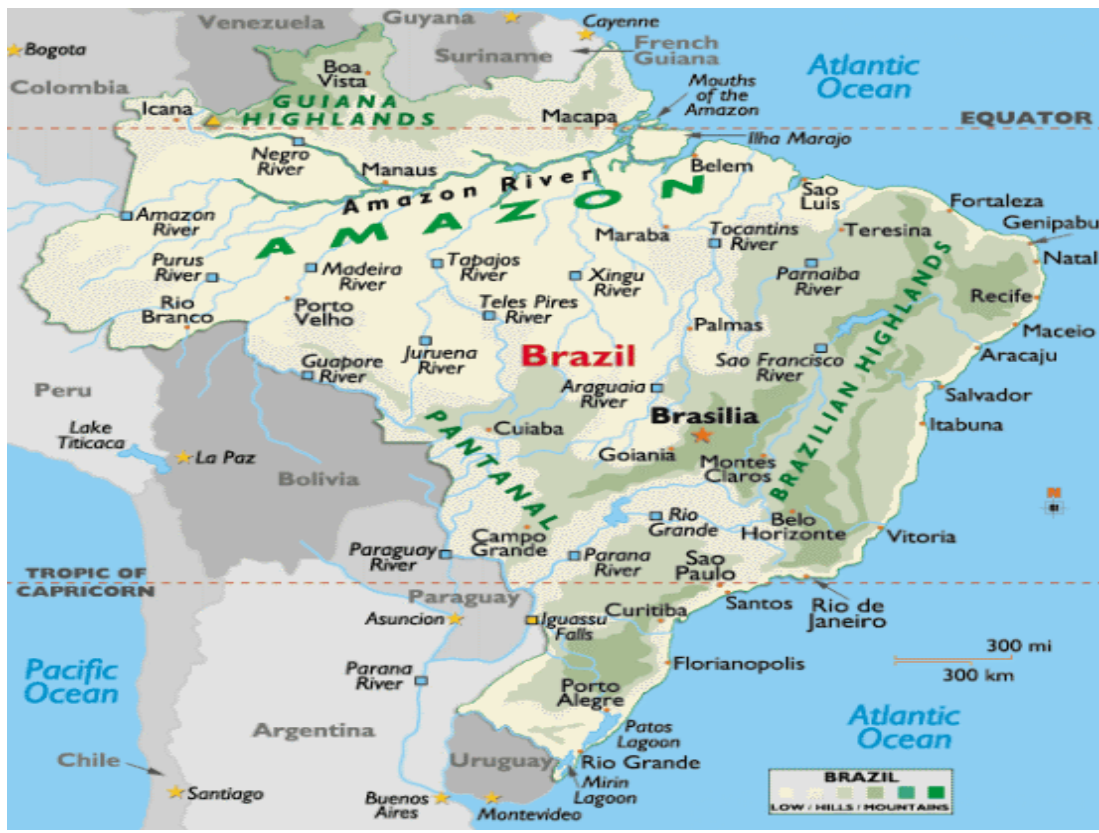 Venezuela
Guyana
Cayenne
Bogota
Suriname
French
Guiana
Colombia
Boa
Vista
Mouths
of the
Amazon
Atlantic
Ocean
Icana
GUIANA
HIGHLANDS
Macapa
EQUATOR
Ilha Marajo
Negro
River
Manaus
Belem
Amazon River
AMAZON
Sao
Luis
Fortaleza
Amazon
River
Maraba
Tocantins
River
Teresina
Genipabu
Natal
Purus
River
Madeira
River
Tapajos
River
Xingu
River
Parnaiba
River
Recife
Rio
Branco
Porto
Velho
Teles Pires
River
Palmas
Maceio
Guapore
River
Juruena
River
Brazil
Sao Francisco
River
Aracaju
BRAZILIAN HIGHLANDS
Peru
Araguaia
River
Salvador
Lake
Titicaca
La Paz
PANTANAL
Cuiaba
Brasilia
Itabuna
Bolivia
Goiania
Montes
Claros
N
Campo
Grande
Rio
Grande
Belo
Horizonte
Vitoria
Paraguay
River
Parana
River
Sao
Paulo
TROPIC OF
CAPRICORN
Paraguay
Santos
Rio de
Janeiro
Asuncion
Iguassu
Falls
Curitiba
300 mi
300 km
Pacific
Ocean
Parana
River
Florianopolis
Porto
Alegre
Argentina
Patos
Lagoon
Atlantic
Ocean
Chile
Uruguay
Rio Grande
Mirin
Lagoon
Santiago
Buenos
Aires
Montevideo
BRAZIL
LOW / HILLS / MOUNTAINS